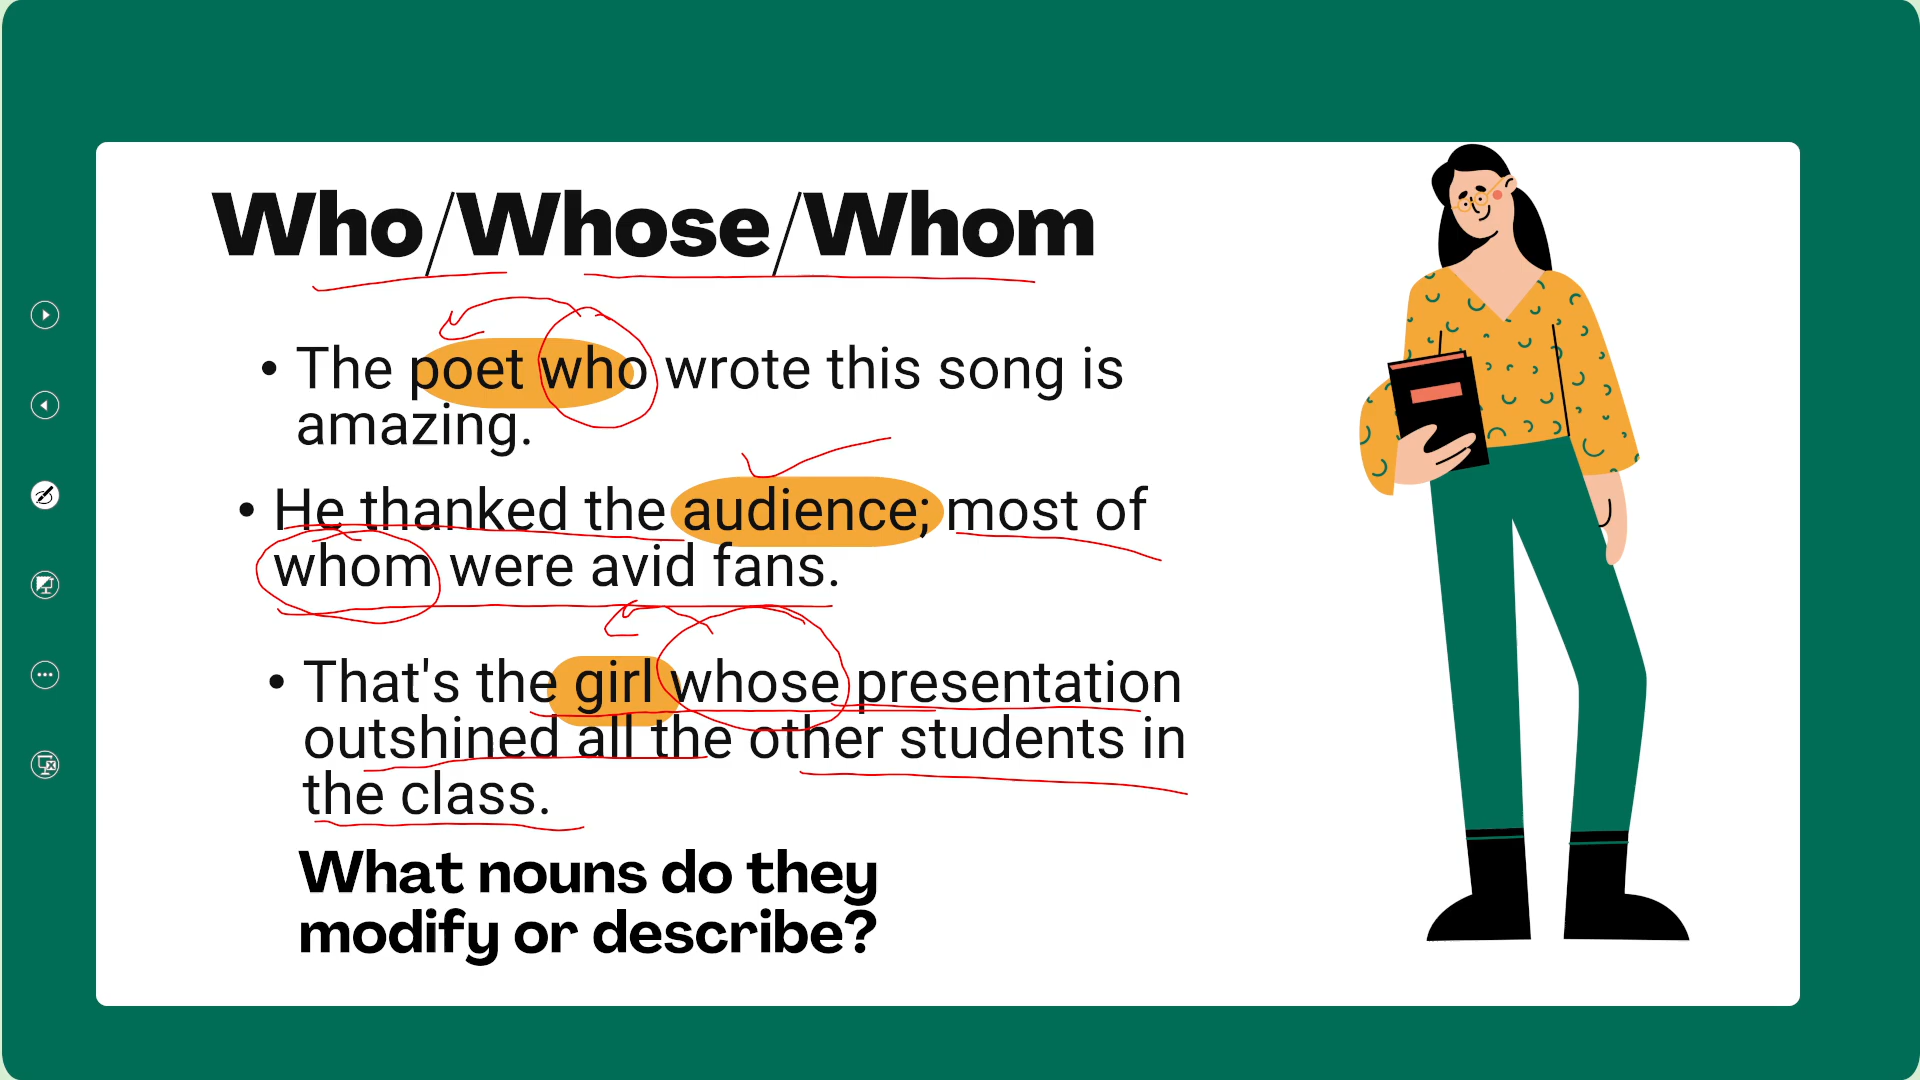 Who/Whose/Whom
• The poet who wrote this song is
amazing.
• He thanked the audience; most of
whom were avid fans.
• That's the girl whose presentation
outshined all the other students in
the class.
What nouns do they
modify or describe?